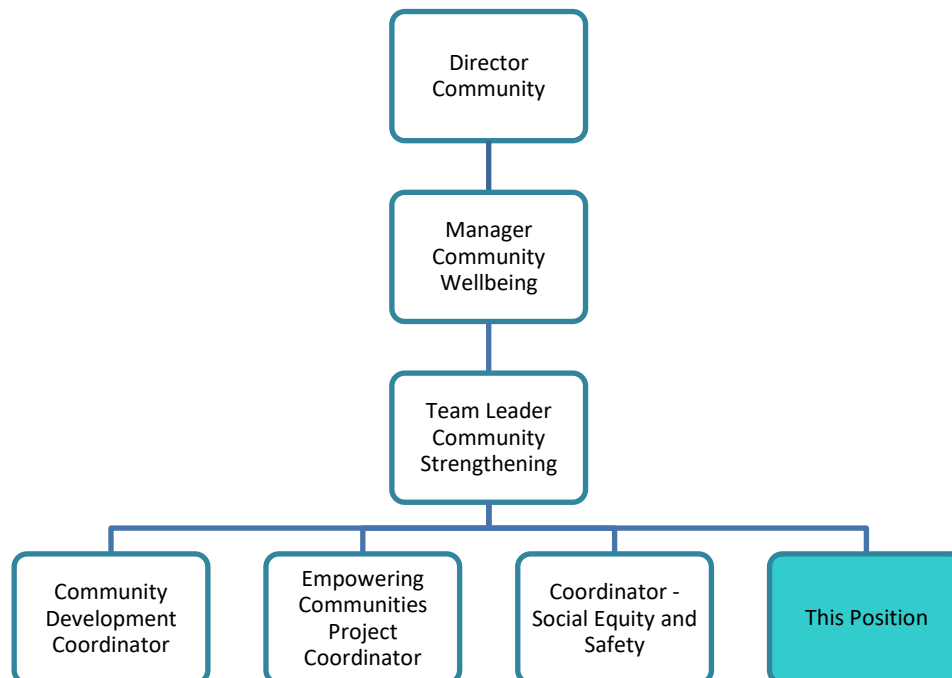 Director
Community
Manager
Community
Wellbeing
Team Leader
Community
Strengthening
Community
Development
Coordinator
Empowering
Communities
Project
Coordinator
Coordinator -
Social Equity and
Safety
This Position